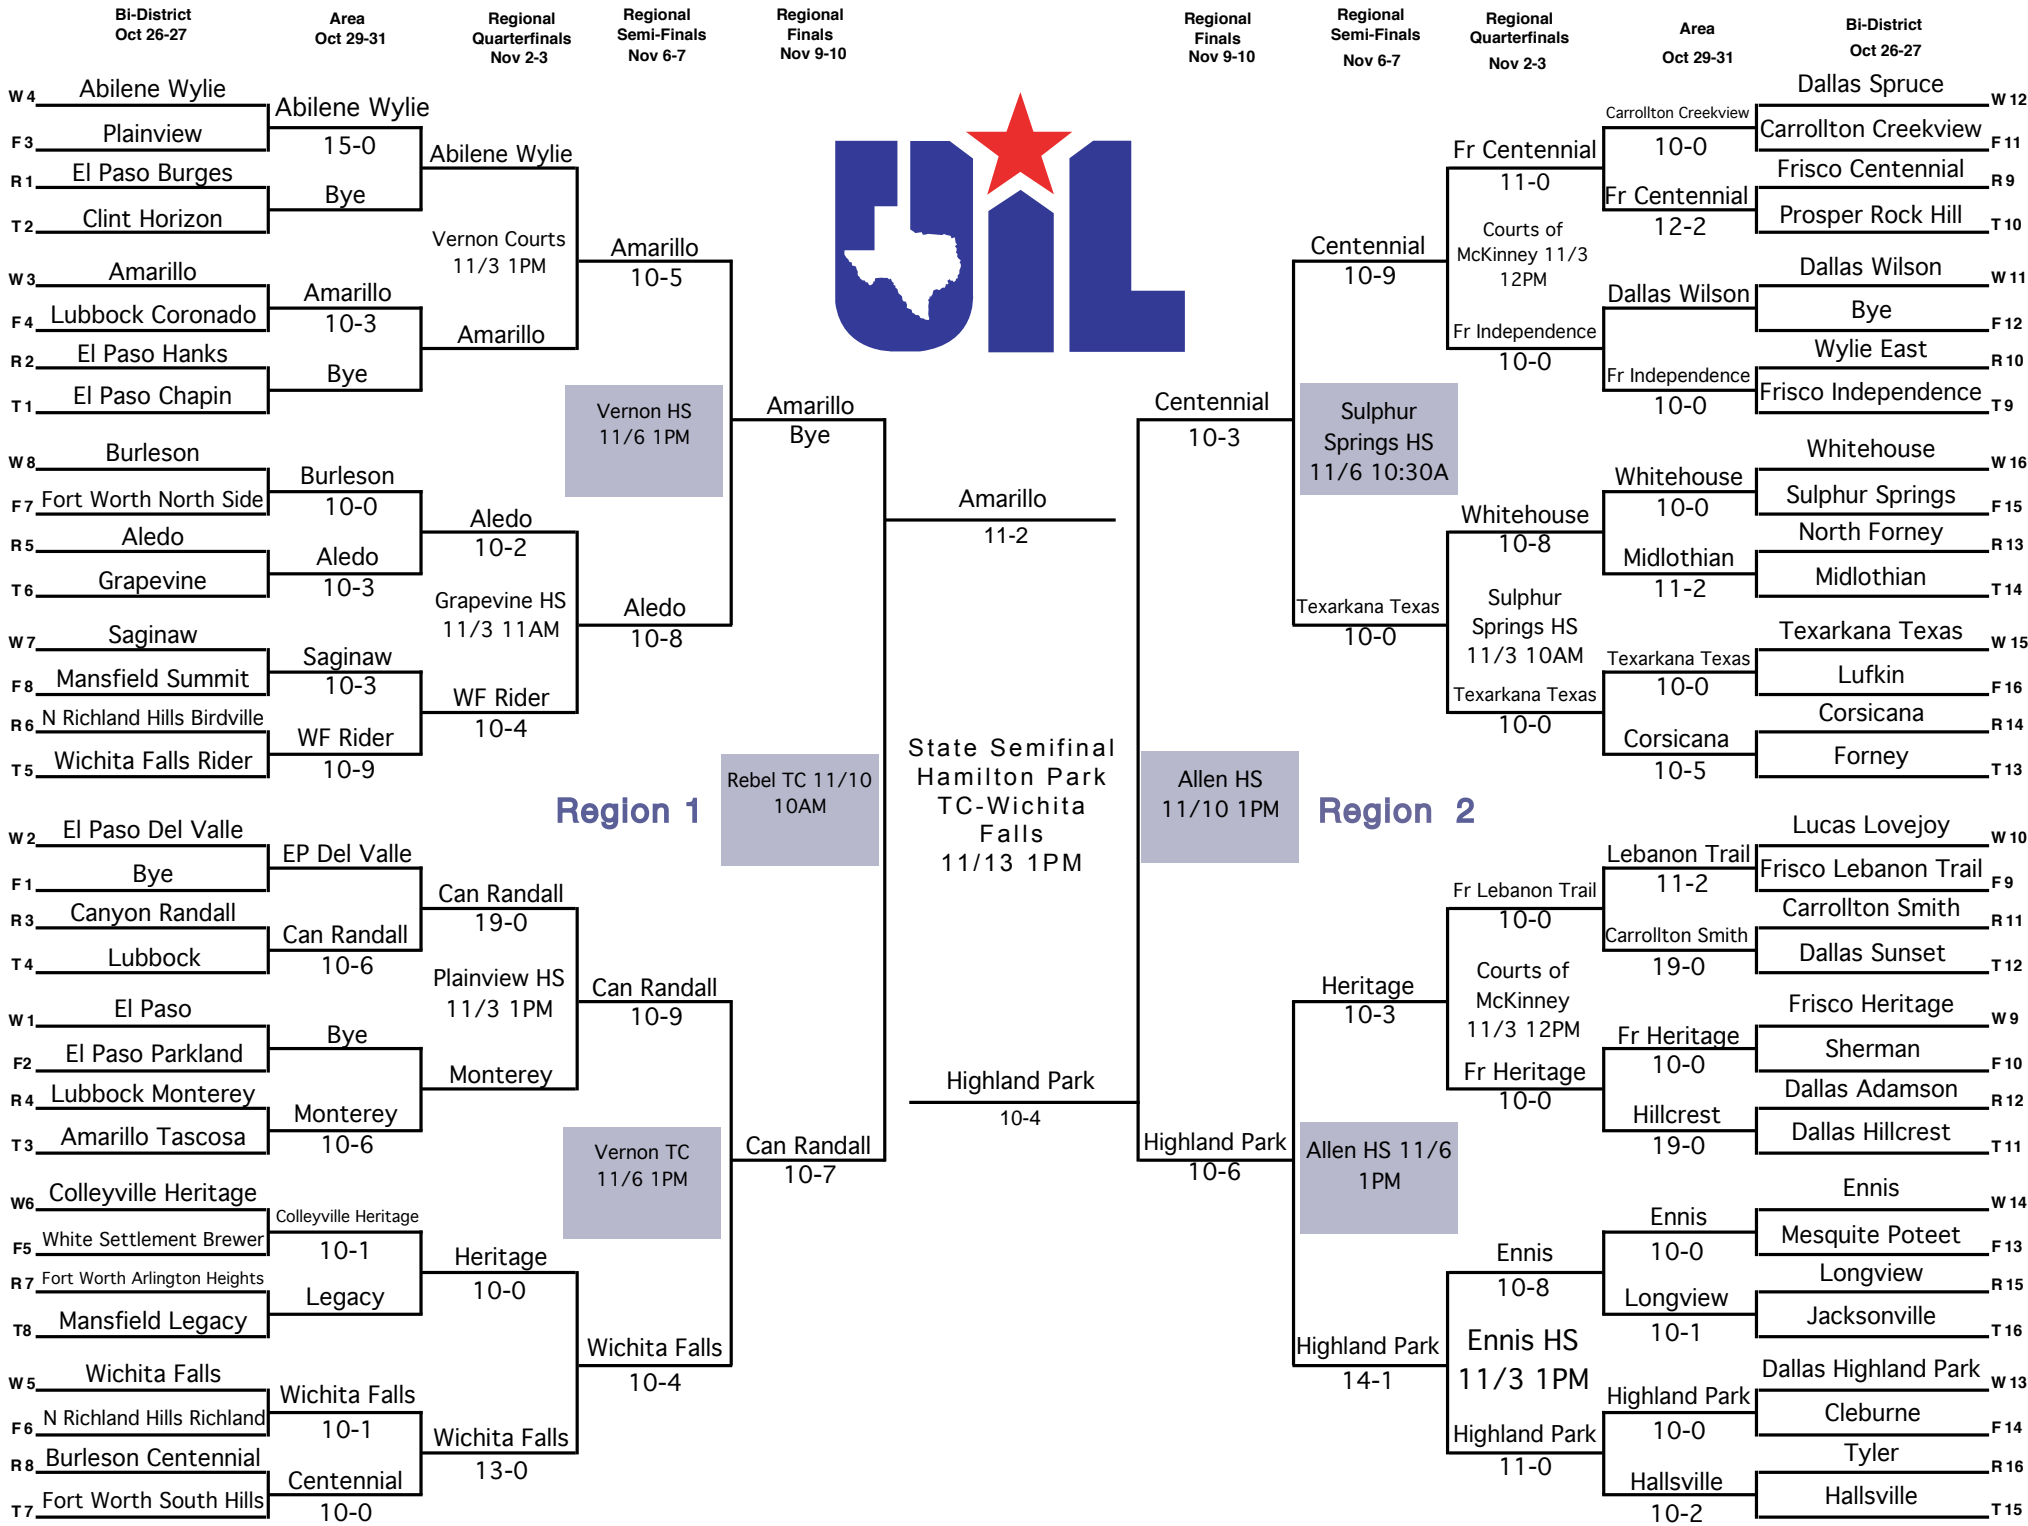 Bi-District
Oct 26-27
Area
Oct 29-31
Regional
Quarterfinals
Nov 2-3
Regional
Semi-Finals
Nov 6-7
Regional
Finals
Nov 9-10
Regional
Finals
Nov 9-10
Regional
Semi-Finals
Nov 6-7
Regional
Quarterfinals
Nov 2-3
Area
Oct 29-31
Bi-District
Oct 26-27
W 4 Abilene Wylie
F 3 Plainview
R 1 El Paso Burges
T 2 Clint Horizon
W 3 Amarillo
F 4 Lubbock Coronado
R 2 El Paso Hanks
T 1 El Paso Chapin
W 8 Burleson
F 7 Fort Worth North Side
R 5 Aledo
T 6 Grapevine
W 7 Saginaw
F 8 Mansfield Summit
R 6 N Richland Hills Birdville
T 5 Wichita Falls Rider
W 2 El Paso Del Valle
F 1 Bye
R 3 Canyon Randall
T 4 Lubbock
W 1 El Paso
F2 El Paso Parkland
R 4 Lubbock Monterey
T 3 Amarillo Tascosa
W6 Colleyville Heritage
F5 White Settlement Brewer
R 7 Fort Worth Arlington Heights
T8 Mansfield Legacy
W 5 Wichita Falls
F 6 N Richland Hills Richland
R 8 Burleson Centennial
T 7 Fort Worth South Hills
Abilene Wylie
15-0
Bye
Amarillo
10-3
Bye
Burleson
10-0
Aledo
10-3
Saginaw
10-3
WF Rider
10-9
EP Del Valle
Can Randall
10-6
Bye
Monterey
10-6
Colleyville Heritage
10-1
Legacy
Wichita Falls
10-1
Centennial
10-0
Abilene Wylie
Vernon Courts
11/3 1PM
Amarillo
Aledo
10-2
Grapevine HS
11/3 11AM
WF Rider
10-4
Can Randall
19-0
Plainview HS
11/3 1PM
Monterey
Heritage
10-0
Wichita Falls
13-0
Amarillo
10-5
Vernon HS
11/6 1PM
Aledo
10-8
Region 1
Can Randall
10-9
Vernon TC
11/6 1PM
Wichita Falls
10-4
Amarillo
Bye
Rebel TC 11/10
10AM
Can Randall
10-7
UIL
Amarillo
11-2
State Semifinal
Hamilton Park
TC-Wichita
Falls
11/13 1PM
Highland Park
10-4
Centennial
10-3
Allen HS
11/10 1PM
Highland Park
10-6
Centennial
10-9
Sulphur
Springs HS
11/6 10:30A
Texarkana Texas
10-0
Region 2
Heritage
10-3
Allen HS 11/6
1PM
Highland Park
14-1
Fr Centennial
11-0
Courts of
McKinney 11/3
12PM
Fr Independence
10-0
Whitehouse
10-8
Sulphur
Springs HS
11/3 10AM
Texarkana Texas
10-0
Fr Lebanon Trail
10-0
Courts of
McKinney
11/3 12PM
Fr Heritage
10-0
Ennis
10-8
Ennis HS
11/3 1PM
Highland Park
11-0
Carrollton Creekview
10-0
Fr Centennial
12-2
Dallas Wilson
Fr Independence
10-0
Whitehouse
10-0
Midlothian
11-2
Texarkana Texas
10-0
Corsicana
10-5
Lebanon Trail
11-2
Carrollton Smith
19-0
Fr Heritage
10-0
Hillcrest
19-0
Ennis
10-0
Longview
10-1
Highland Park
10-0
Hallsville
10-2
Dallas Spruce W 12
Carrollton Creekview F 11
Frisco Centennial R 9
Prosper Rock Hill T 10
Dallas Wilson W 11
Bye F 12
Wylie East R 10
Frisco Independence T 9
Whitehouse W 16
Sulphur Springs F 15
North Forney R 13
Midlothian T 14
Texarkana Texas W 15
Lufkin F 16
Corsicana R 14
Forney T 13
Lucas Lovejoy W 10
Frisco Lebanon Trail F 9
Carrollton Smith R 11
Dallas Sunset T 12
Frisco Heritage W 9
Sherman F 10
Dallas Adamson R 12
Dallas Hillcrest T 11
Ennis W 14
Mesquite Poteet F 13
Longview R 15
Jacksonville T 16
Dallas Highland Park W 13
Cleburne F 14
Tyler R 16
Hallsville T 15